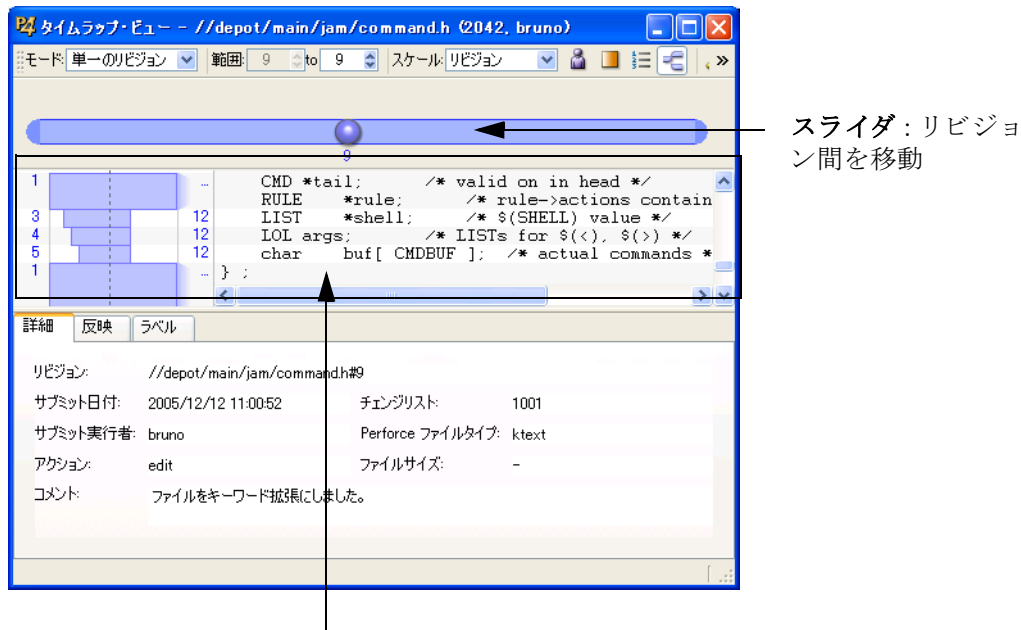 P4 タイムラプス・ビュー - //depot/main/jam/command.h (2042, bruno)
モード: 単一のリビジョン 範囲: 9 to 9 スケール: リビジョン »
スライダ：リビジョ
ン間を移動
9
1 ... CMD *tail; /* valid on in head */
RULE *rule; /* rule->actions contain
3 12 LIST *shell; /* $(SHELL) value */
4 12 LOL args; /* LISTs for $(<), $(>) */
5 12 char buf[ CMDBUF ]; /* actual commands *
1 ... } ;
詳細 反映 ラベル
リビジョン: //depot/main/jam/command.h#9
サブミット日付: 2005/12/12 11:00:52 チェンジリスト: 1001
サブミット実行者: bruno Perforce ファイルタイプ: ktext
アクション: edit ファイルサイズ: -
コメント: ファイルをキーワード拡張にしました。